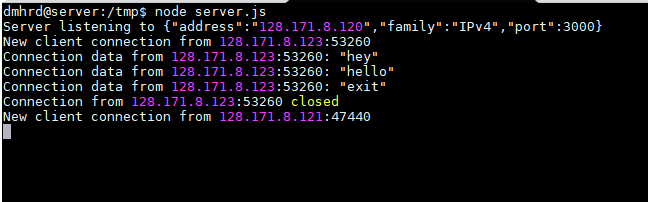 dmhrd@server:/tmp$ node server.js
Server listening to {"address":"128.171.8.120","family":"IPv4","port":3000}
New client connection from 128.171.8.123:53260
Connection data from 128.171.8.123:53260: "hey"
Connection data from 128.171.8.123:53260: "hello"
Connection data from 128.171.8.123:53260: "exit"
Connection from 128.171.8.123:53260 closed
New client connection from 128.171.8.121:47440